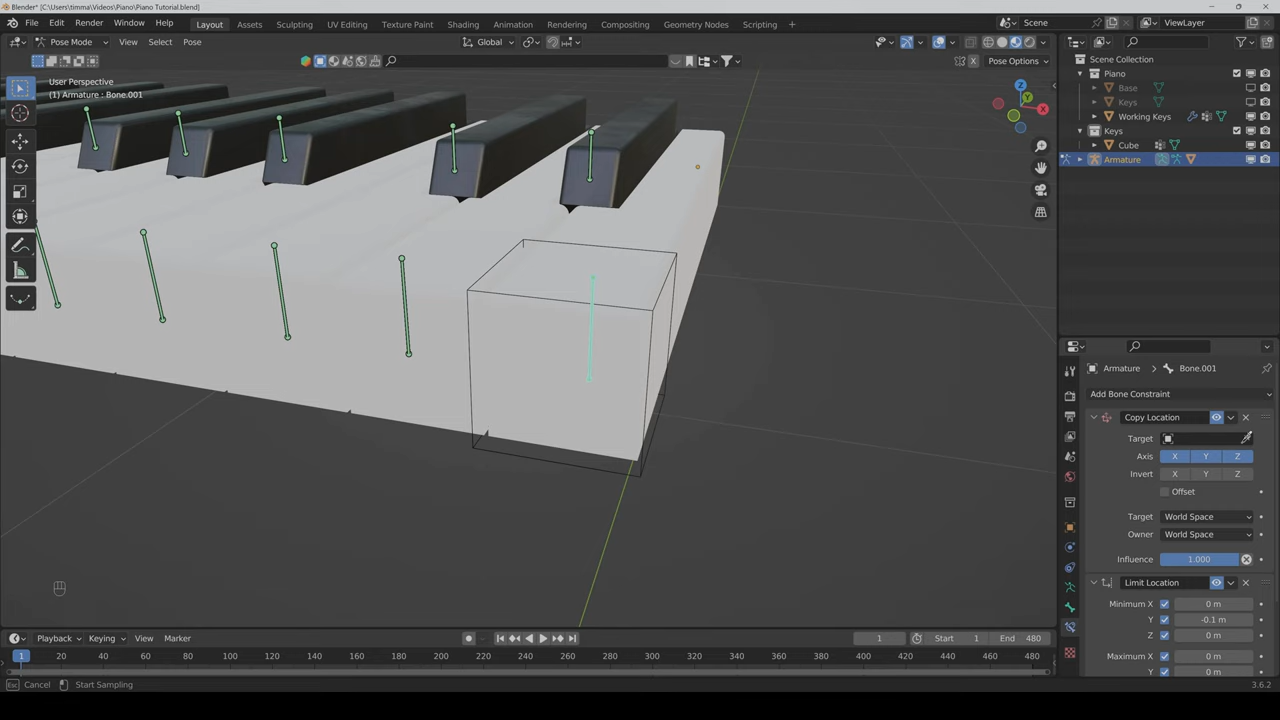 Blender* [C:\Users\timma\Videos\Piano\Piano Tutorial.blend]
File Edit Render Window Help Layout Assets Sculpting UV Editing Texture Paint Shading Animation Rendering Compositing Geometry Nodes Scripting Scene ViewLayer
Pose Mode View Select Pose Global
Pose Options
User Perspective
(1) Armature : Bone.001
X Y Z
Scene Collection
Piano
Base
Keys
Working Keys
Keys
Cube
Armature
Armature > Bone.001
Add Bone Constraint
Copy Location
Target
Axis X Y Z
Invert X Y Z
Offset
Target World Space
Owner World Space
Influence 1.000
Limit Location
Minimum X 0 m
Y -0.1 m
Z 0 m
Maximum X 0 m
Y 0 m
Playback Keying View Marker 1 Start 1 End 480
1 20 40 60 80 100 120 140 160 180 200 220 240 260 280 300 320 340 360 380 400 420 440 460 480
Esc Cancel Start Sampling 3.6.2